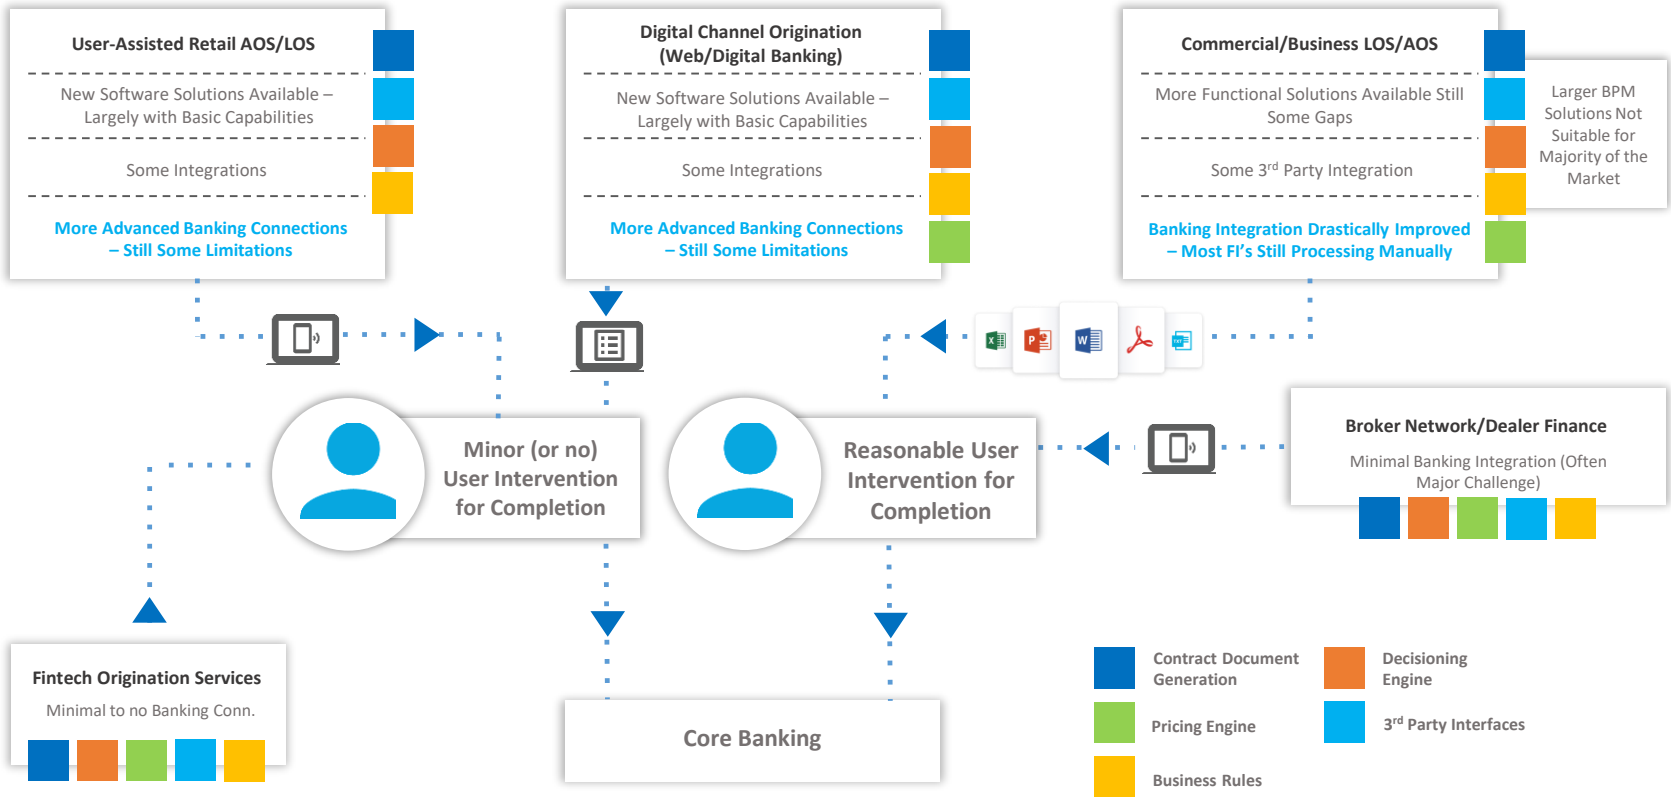 User-Assisted Retail AOS/LOS
New Software Solutions Available –
Largely with Basic Capabilities
Some Integrations
More Advanced Banking Connections
– Still Some Limitations
Digital Channel Origination
(Web/Digital Banking)
New Software Solutions Available –
Largely with Basic Capabilities
Some Integrations
More Advanced Banking Connections
– Still Some Limitations
Commercial/Business LOS/AOS
More Functional Solutions Available Still
Some Gaps
Some 3rd Party Integration
Banking Integration Drastically Improved
– Most FI's Still Processing Manually
Larger BPM
Solutions Not
Suitable for
Majority of the
Market
X
P
W
TXT
Minor (or no)
User Intervention
for Completion
Reasonable User
Intervention for
Completion
Broker Network/Dealer Finance
Minimal Banking Integration (Often
Major Challenge)
Fintech Origination Services
Minimal to no Banking Conn.
Core Banking
Contract Document
Generation
Decisioning
Engine
Pricing Engine
3rd Party Interfaces
Business Rules